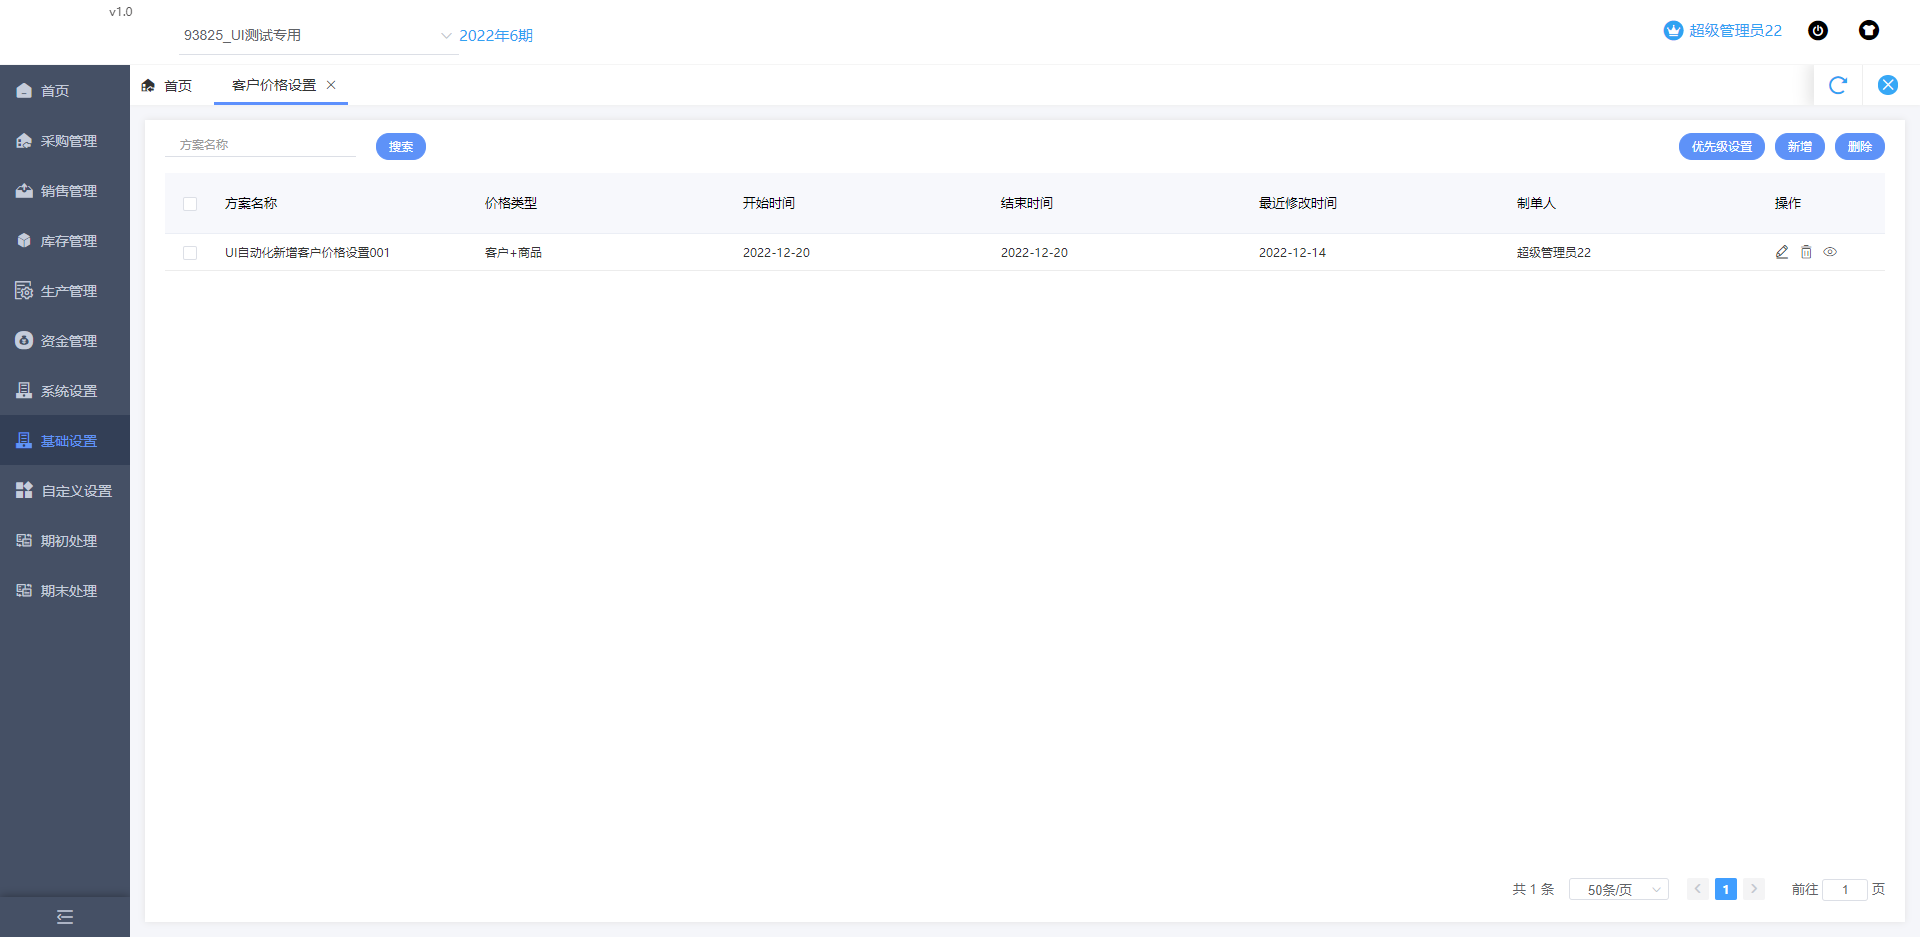 v1.0
93825_UI测试专用
2022年6期
超级管理员22
首页
采购管理
销售管理
库存管理
生产管理
资金管理
系统设置
基础设置
自定义设置
期初处理
期末处理
首页
客户价格设置
方案名称
搜索
优先级设置
新增
删除
方案名称 价格类型 开始时间 结束时间 最近修改时间 制单人 操作
UI自动化新增客户价格设置001 客户+商品 2022-12-20 2022-12-20 2022-12-14 超级管理员22
共 1 条 50条/页 1 前往 1 页